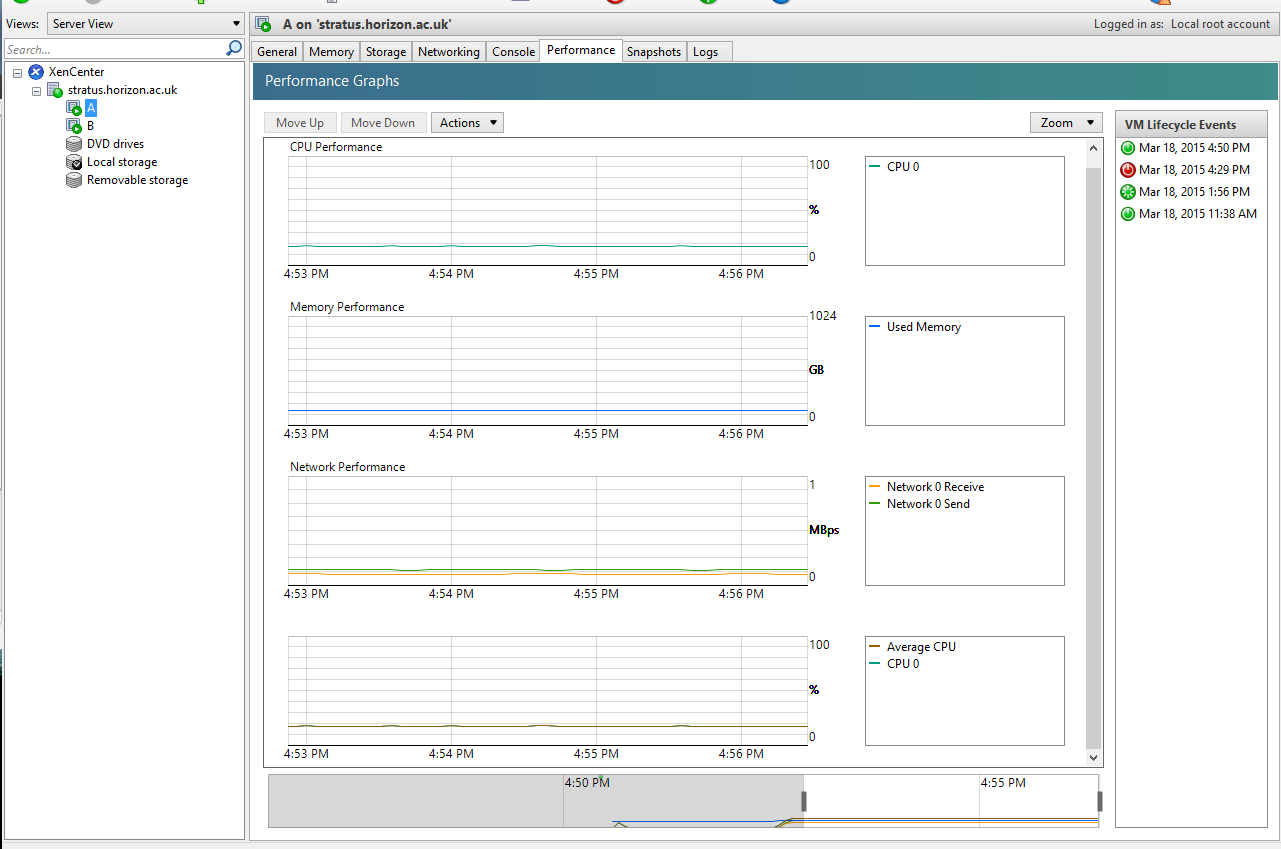 Views: Server View
A on 'stratus.horizon.ac.uk'
Logged in as: Local root account
Search...
General Memory Storage Networking Console Performance Snapshots Logs
XenCenter
stratus.horizon.ac.uk
A
B
DVD drives
Local storage
Removable storage
Performance Graphs
Move Up Move Down Actions Zoom
CPU Performance
100
%
0
4:53 PM 4:54 PM 4:55 PM 4:56 PM
CPU 0
Memory Performance
1024
GB
0
4:53 PM 4:54 PM 4:55 PM 4:56 PM
Used Memory
Network Performance
1
MBps
0
4:53 PM 4:54 PM 4:55 PM 4:56 PM
Network 0 Receive
Network 0 Send
100
%
0
4:53 PM 4:54 PM 4:55 PM 4:56 PM
Average CPU
CPU 0
4:50 PM 4:55 PM
VM Lifecycle Events
Mar 18, 2015 4:50 PM
Mar 18, 2015 4:29 PM
Mar 18, 2015 1:56 PM
Mar 18, 2015 11:38 AM